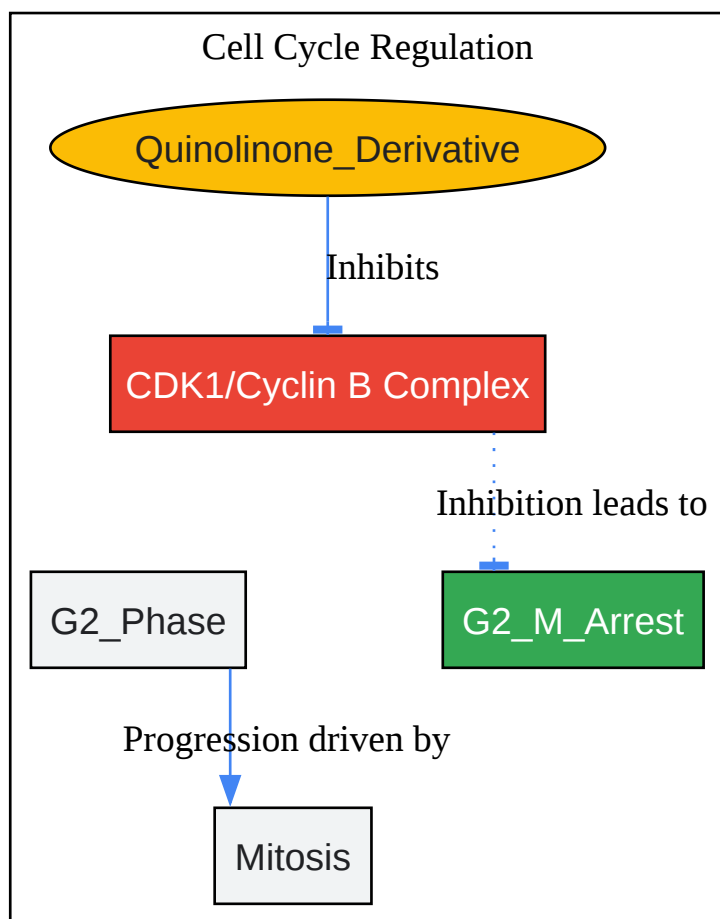 Cell Cycle Regulation
Quinolinone_Derivative
Inhibits
CDK1/Cyclin B Complex
Inhibition leads to
G2_Phase
G2_M_Arrest
Progression driven by
Mitosis